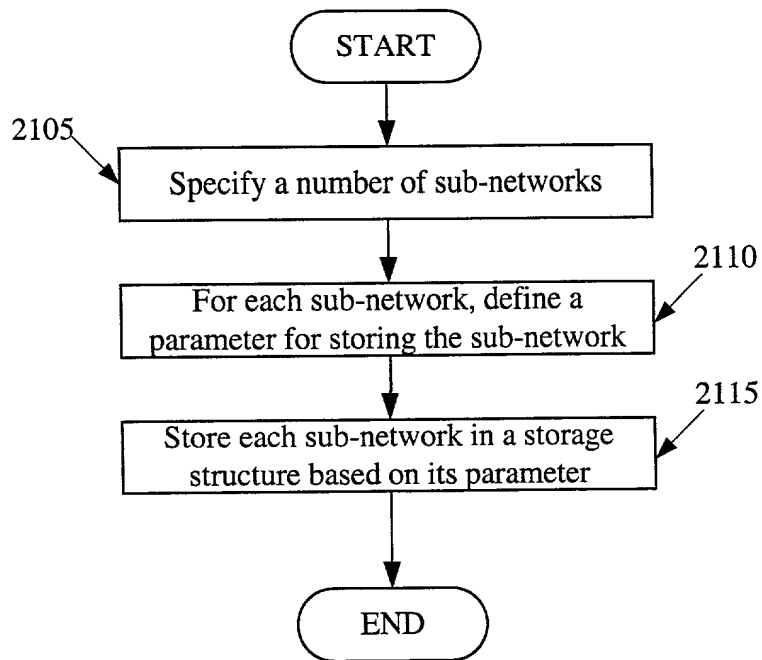 START
2105
Specify a number of sub-networks
2110
For each sub-network, define a
parameter for storing the sub-network
2115
Store each sub-network in a storage
structure based on its parameter
END